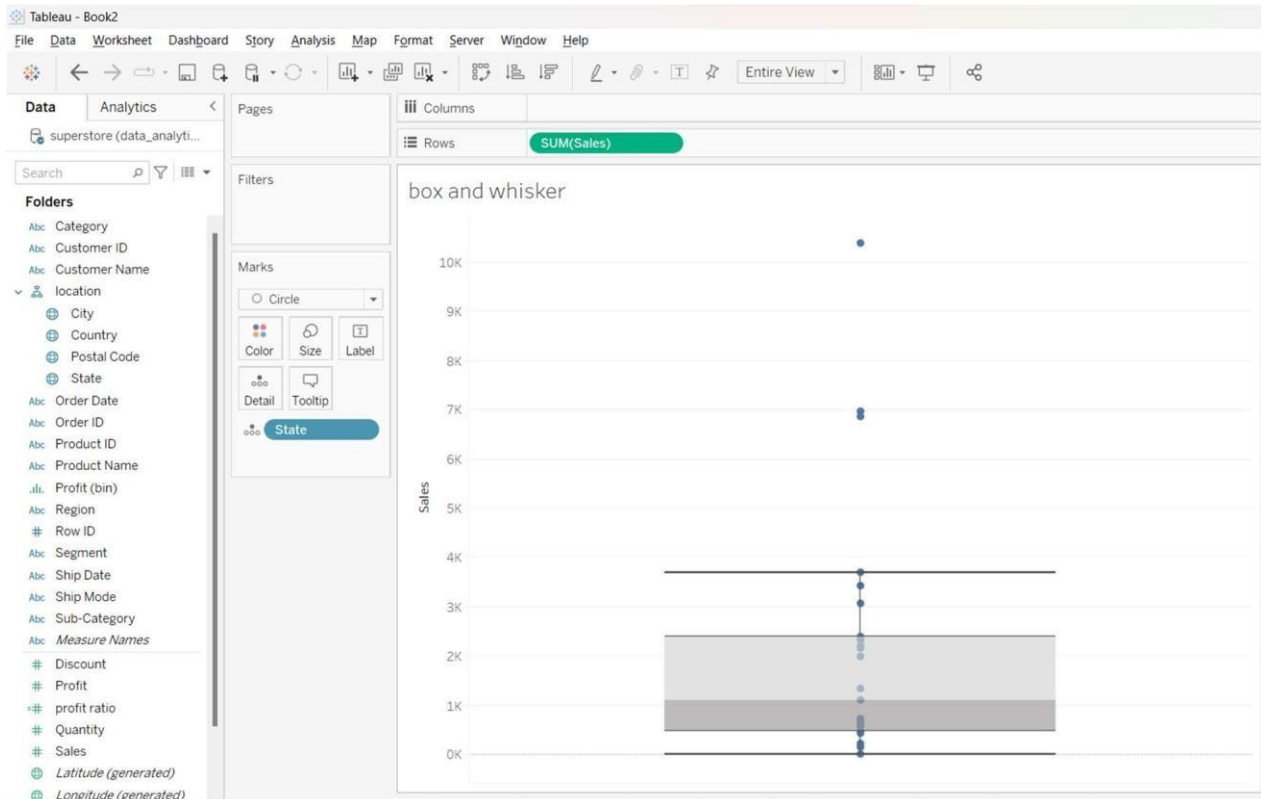 Tableau - Book2
File Data Worksheet Dashboard Story Analysis Map Format Server Window Help
Entire View
Data Analytics
superstore (data_analyti...
Search
Folders
Abc Category
Abc Customer ID
Abc Customer Name
location
City
Country
Postal Code
State
Abc Order Date
Abc Order ID
Abc Product ID
Abc Product Name
Profit (bin)
Abc Region
# Row ID
Abc Segment
Abc Ship Date
Abc Ship Mode
Abc Sub-Category
Abc Measure Names
# Discount
# Profit
=# profit ratio
# Quantity
# Sales
Latitude (generated)
Longitude (generated)
Pages
Filters
Marks
Circle
Color Size Label
Detail Tooltip
State
Columns
Rows SUM(Sales)
box and whisker
10K
9K
8K
7K
6K
5K
4K
3K
2K
1K
0K
Sales